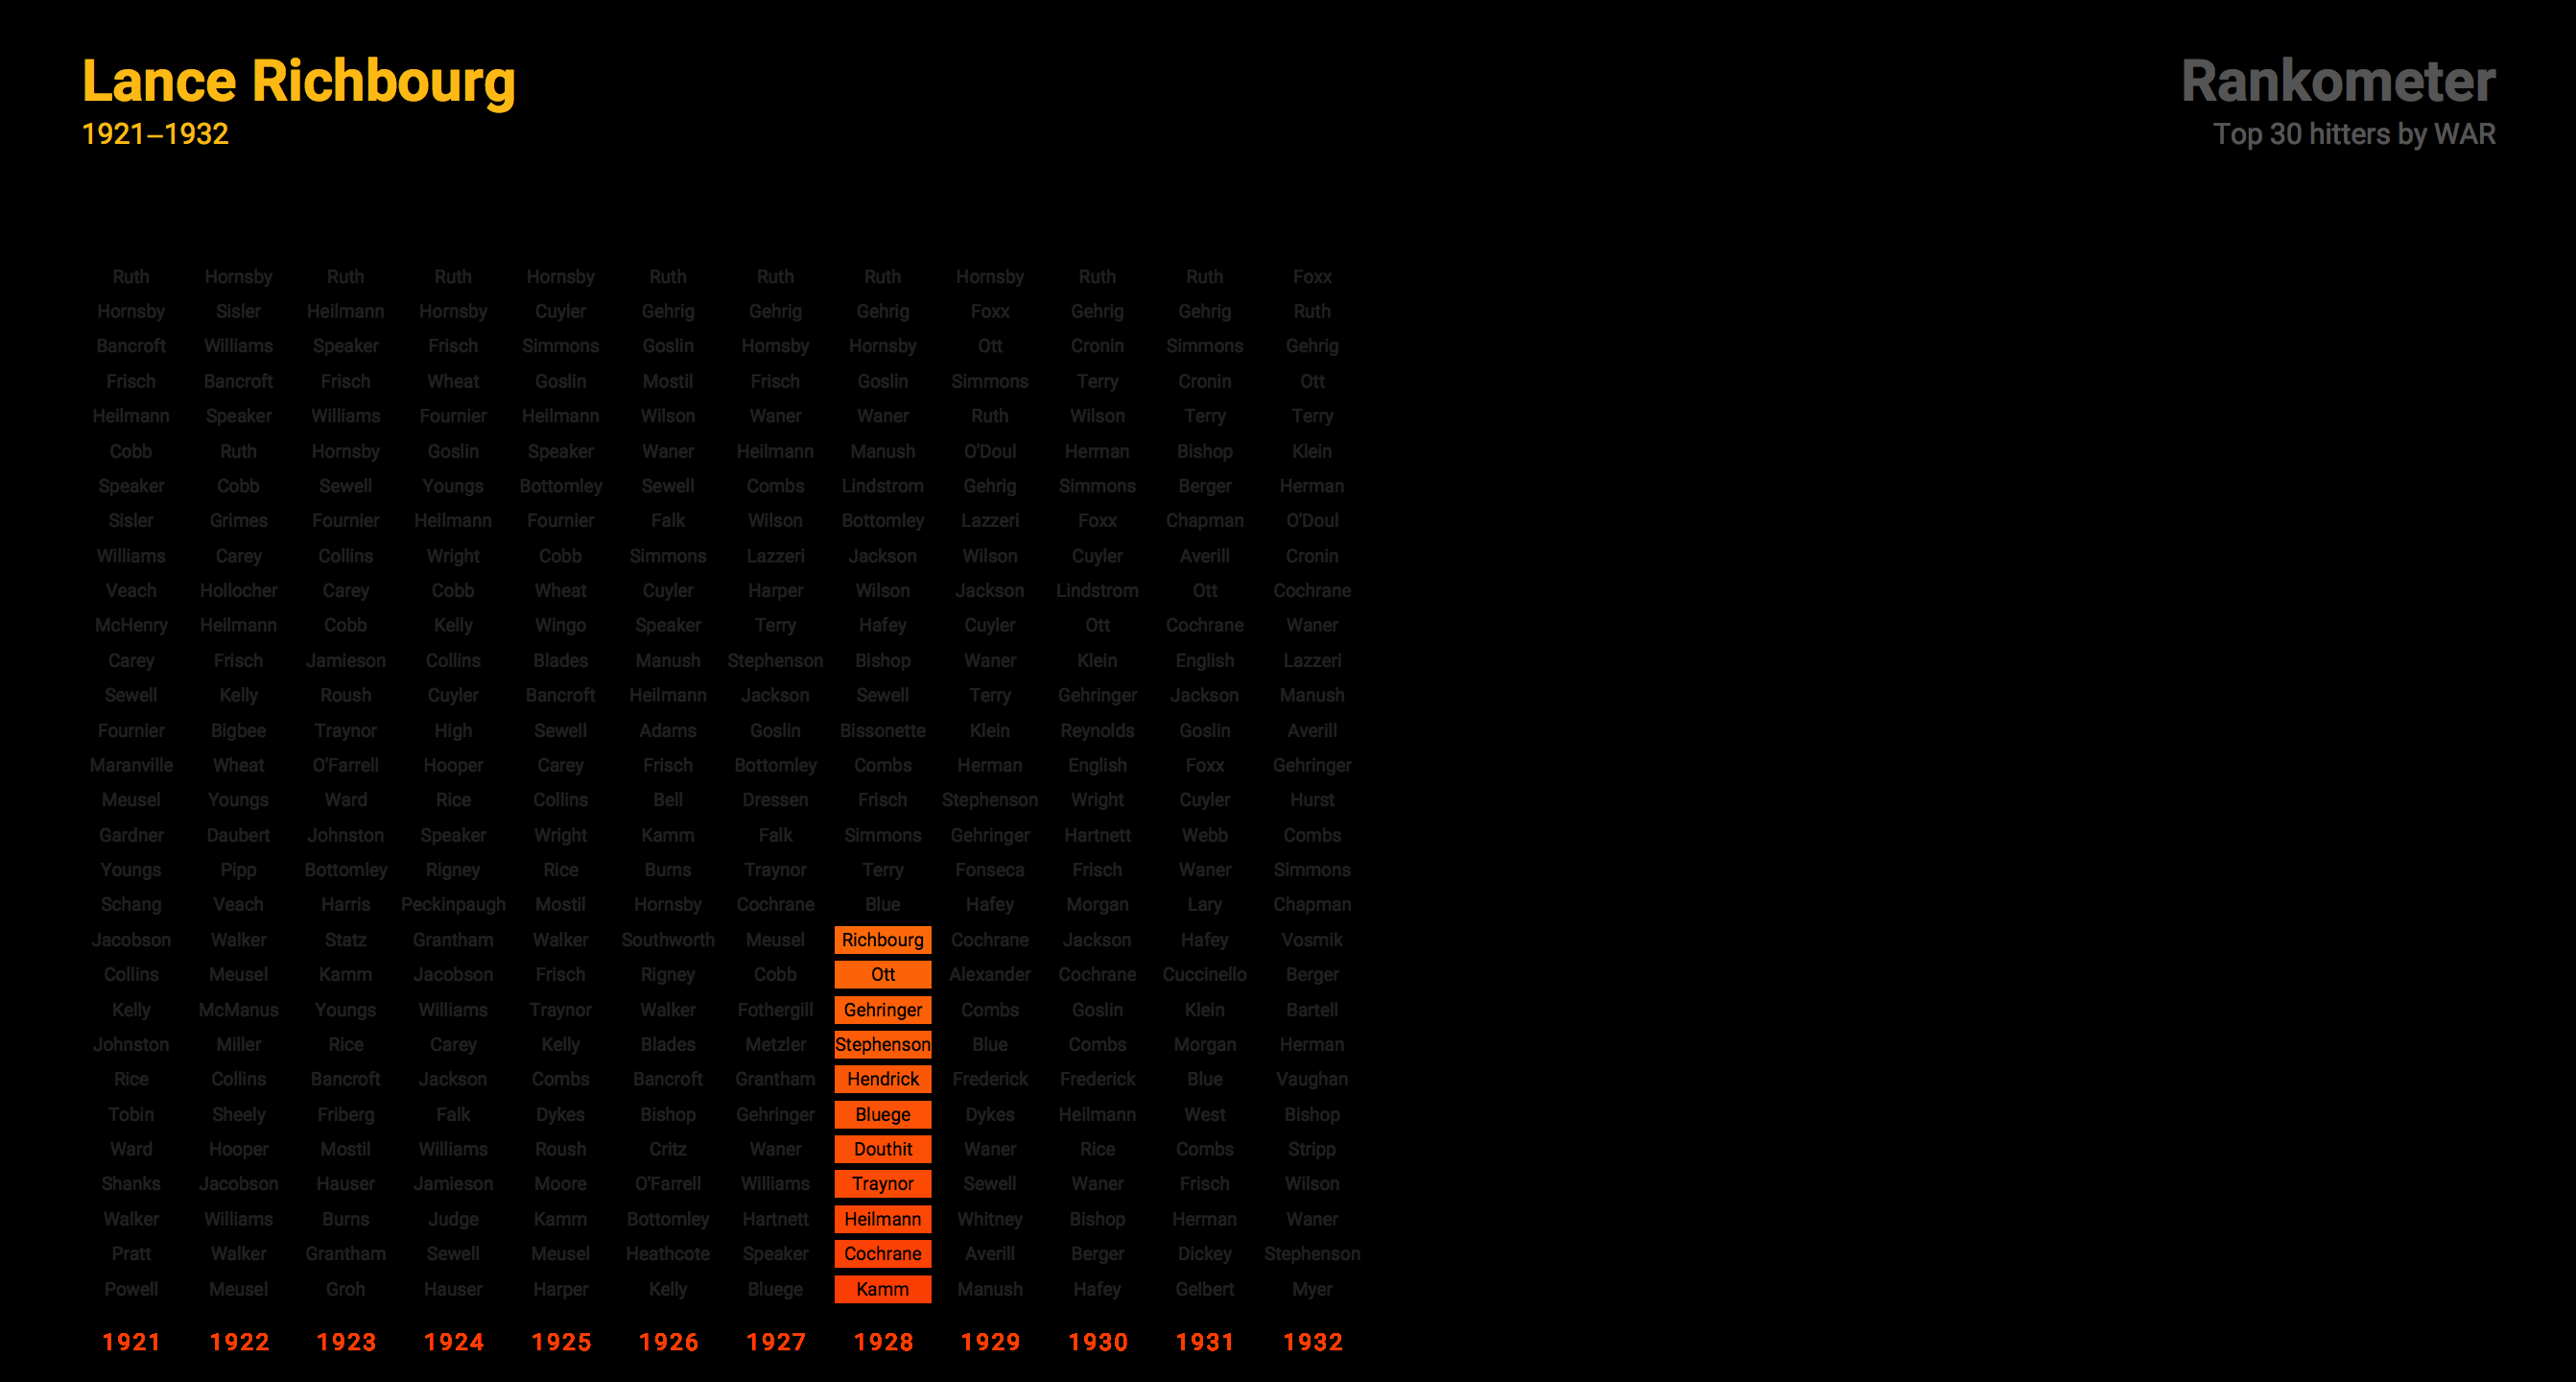 Lance Richbourg
1921–1932
Rankometer
Top 30 hitters by WAR
Ruth Hornsby Ruth Ruth Hornsby Ruth Ruth Ruth Hornsby Ruth Ruth Foxx
Hornsby Sisler Heilmann Hornsby Cuyler Gehrig Gehrig Gehrig Foxx Gehrig Gehrig Ruth
Bancroft Williams Speaker Frisch Simmons Goslin Hornsby Hornsby Ott Cronin Simmons Gehrig
Frisch Bancroft Frisch Wheat Goslin Mostil Frisch Goslin Simmons Terry Cronin Ott
Heilmann Speaker Williams Fournier Heilmann Wilson Waner Waner Ruth Wilson Terry Terry
Cobb Ruth Hornsby Goslin Speaker Waner Heilmann Manush O'Doul Herman Bishop Klein
Speaker Cobb Sewell Youngs Bottomley Sewell Combs Lindstrom Gehrig Simmons Berger Herman
Sisler Grimes Fournier Heilmann Fournier Falk Wilson Bottomley Lazzeri Foxx Chapman O'Doul
Williams Carey Collins Wright Cobb Simmons Lazzeri Jackson Wilson Cuyler Averill Cronin
Veach Hollocher Carey Cobb Wheat Cuyler Harper Wilson Jackson Lindstrom Ott Cochrane
McHenry Heilmann Cobb Kelly Wingo Speaker Terry Hafey Cuyler Ott Cochrane Waner
Carey Frisch Jamieson Collins Blades Manush Stephenson Bishop Waner Klein English Lazzeri
Sewell Kelly Roush Cuyler Bancroft Heilmann Jackson Sewell Terry Gehringer Jackson Manush
Fournier Bigbee Traynor High Sewell Adams Goslin Bissonette Klein Reynolds Goslin Averill
Maranville Wheat O'Farrell Hooper Carey Frisch Bottomley Combs Herman English Foxx Gehringer
Meusel Youngs Ward Rice Collins Bell Dressen Frisch Stephenson Wright Cuyler Hurst
Gardner Daubert Johnston Speaker Wright Kamm Falk Simmons Gehringer Hartnett Webb Combs
Youngs Pipp Bottomley Rigney Rice Burns Traynor Terry Fonseca Frisch Waner Simmons
Schang Veach Harris Peckinpaugh Mostil Hornsby Cochrane Blue Hafey Morgan Lary Chapman
Jacobson Walker Statz Grantham Walker Southworth Meusel Richbourg Cochrane Jackson Hafey Vosmik
Collins Meusel Kamm Jacobson Frisch Rigney Cobb Ott Alexander Cochrane Cuccinello Berger
Kelly McManus Youngs Williams Traynor Walker Fothergill Gehringer Combs Goslin Klein Bartell
Johnston Miller Rice Carey Kelly Blades Metzler Stephenson Blue Combs Morgan Herman
Rice Collins Bancroft Jackson Combs Bancroft Grantham Hendrick Frederick Frederick Blue Vaughan
Tobin Sheely Friberg Falk Dykes Bishop Gehringer Bluege Dykes Heilmann West Bishop
Ward Hooper Mostil Williams Roush Critz Waner Douthit Waner Rice Combs Stripp
Shanks Jacobson Hauser Jamieson Moore O'Farrell Williams Traynor Sewell Waner Frisch Wilson
Walker Williams Burns Judge Kamm Bottomley Hartnett Heilmann Whitney Bishop Herman Waner
Pratt Walker Grantham Sewell Meusel Heathcote Speaker Cochrane Averill Berger Dickey Stephenson
Powell Meusel Groh Hauser Harper Kelly Bluege Kamm Manush Hafey Gelbert Myer
1921 1922 1923 1924 1925 1926 1927 1928 1929 1930 1931 1932